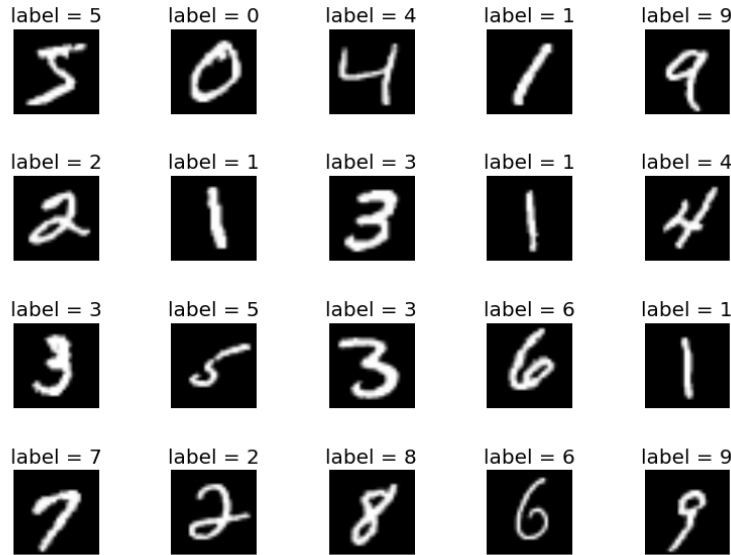 label = 5 label = 0 label = 4 label = 1 label = 9
5 0 4 1 9
label = 2 label = 1 label = 3 label = 1 label = 4
2 1 3 1 4
label = 3 label = 5 label = 3 label = 6 label = 1
3 5 3 6 1
label = 7 label = 2 label = 8 label = 6 label = 9
7 2 8 6 9